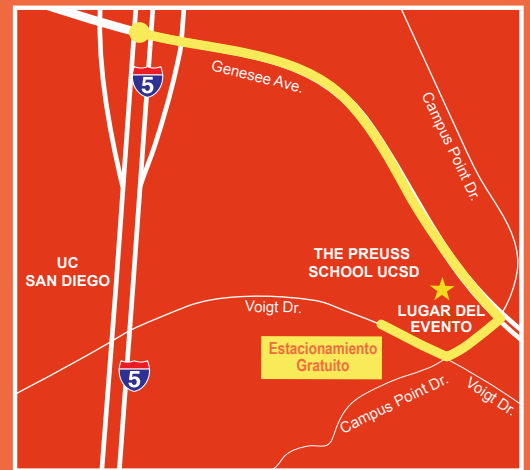 Genesee Ave.
5
Campus Point Dr.
UC
SAN DIEGO
THE PREUSS
SCHOOL UCSD
LUGAR DEL
EVENTO
Voigt Dr.
Estacionamiento
Gratuito
5
Campus Point Dr.
Voigt Dr.